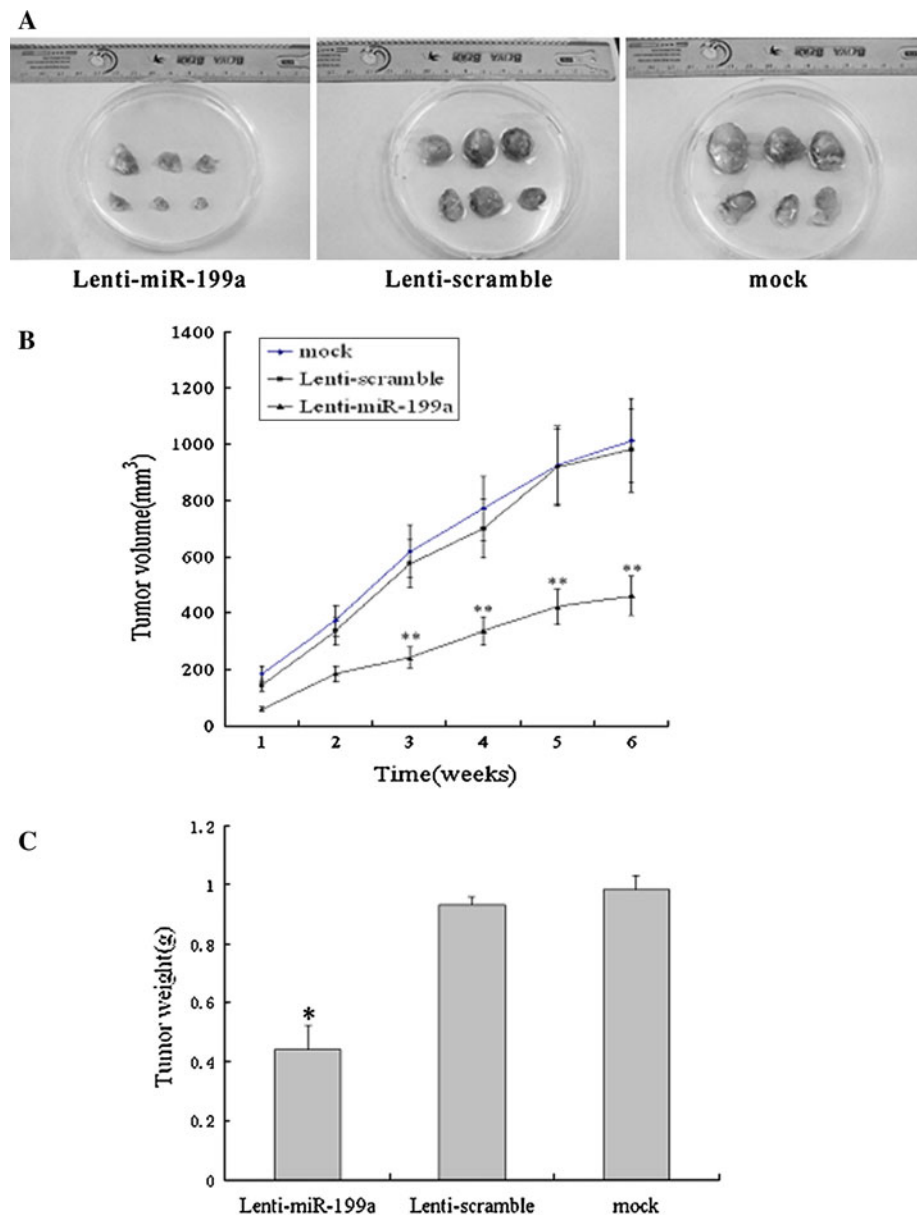 A
Lenti-miR-199a
Lenti-scramble
mock
B
1400
1200
1000
800
600
400
200
0
mock
Lenti-scramble
Lenti-miR-199a
**
**
**
**
1 2 3 4 5 6
Tumor volume(mm³)
Time(weeks)
C
1.2
1
0.8
0.6
0.4
0.2
0
*
Tumor weight(g)
Lenti-miR-199a
Lenti-scramble
mock